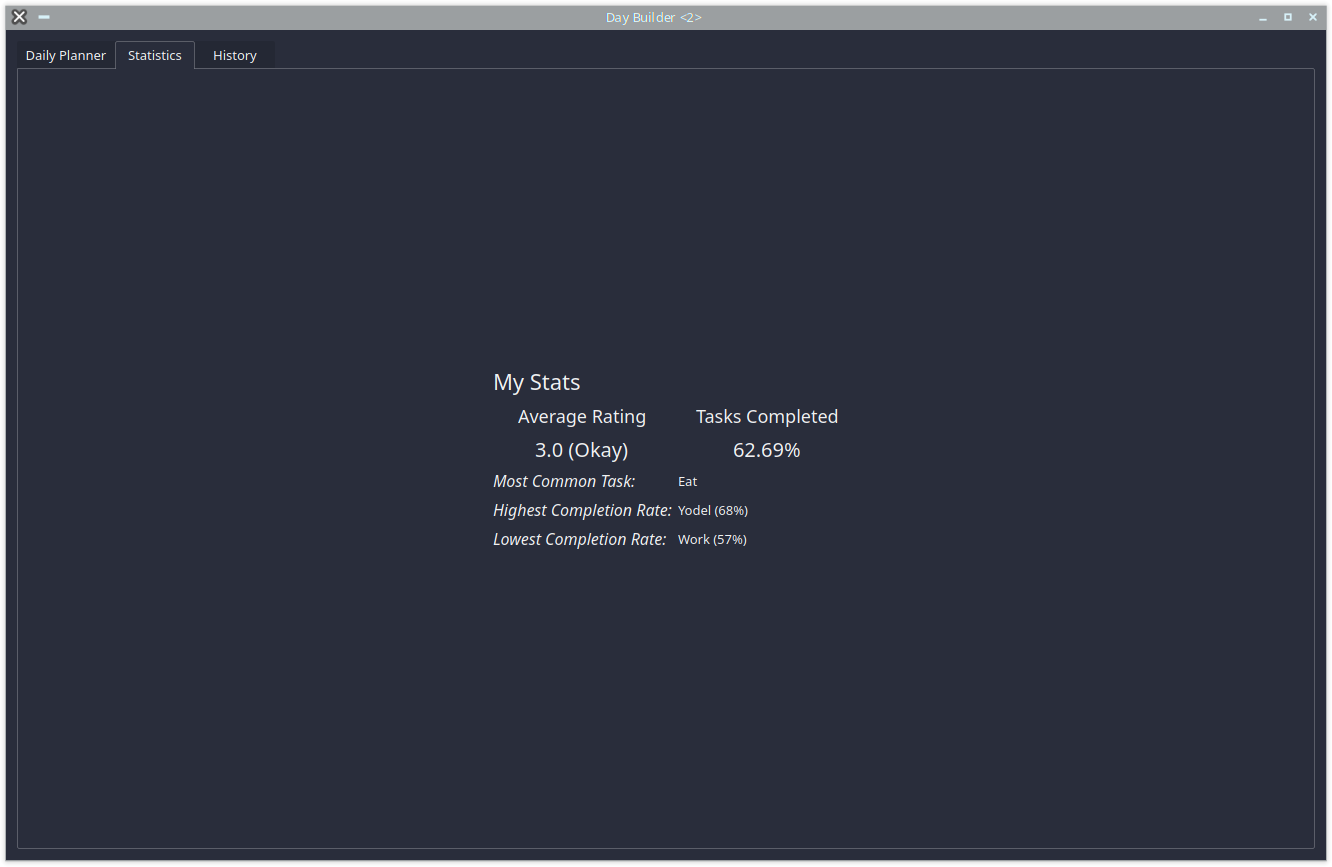 Day Builder <2>
Daily Planner Statistics History
My Stats
Average Rating Tasks Completed
3.0 (Okay) 62.69%
Most Common Task: Eat
Highest Completion Rate: Yodel (68%)
Lowest Completion Rate: Work (57%)